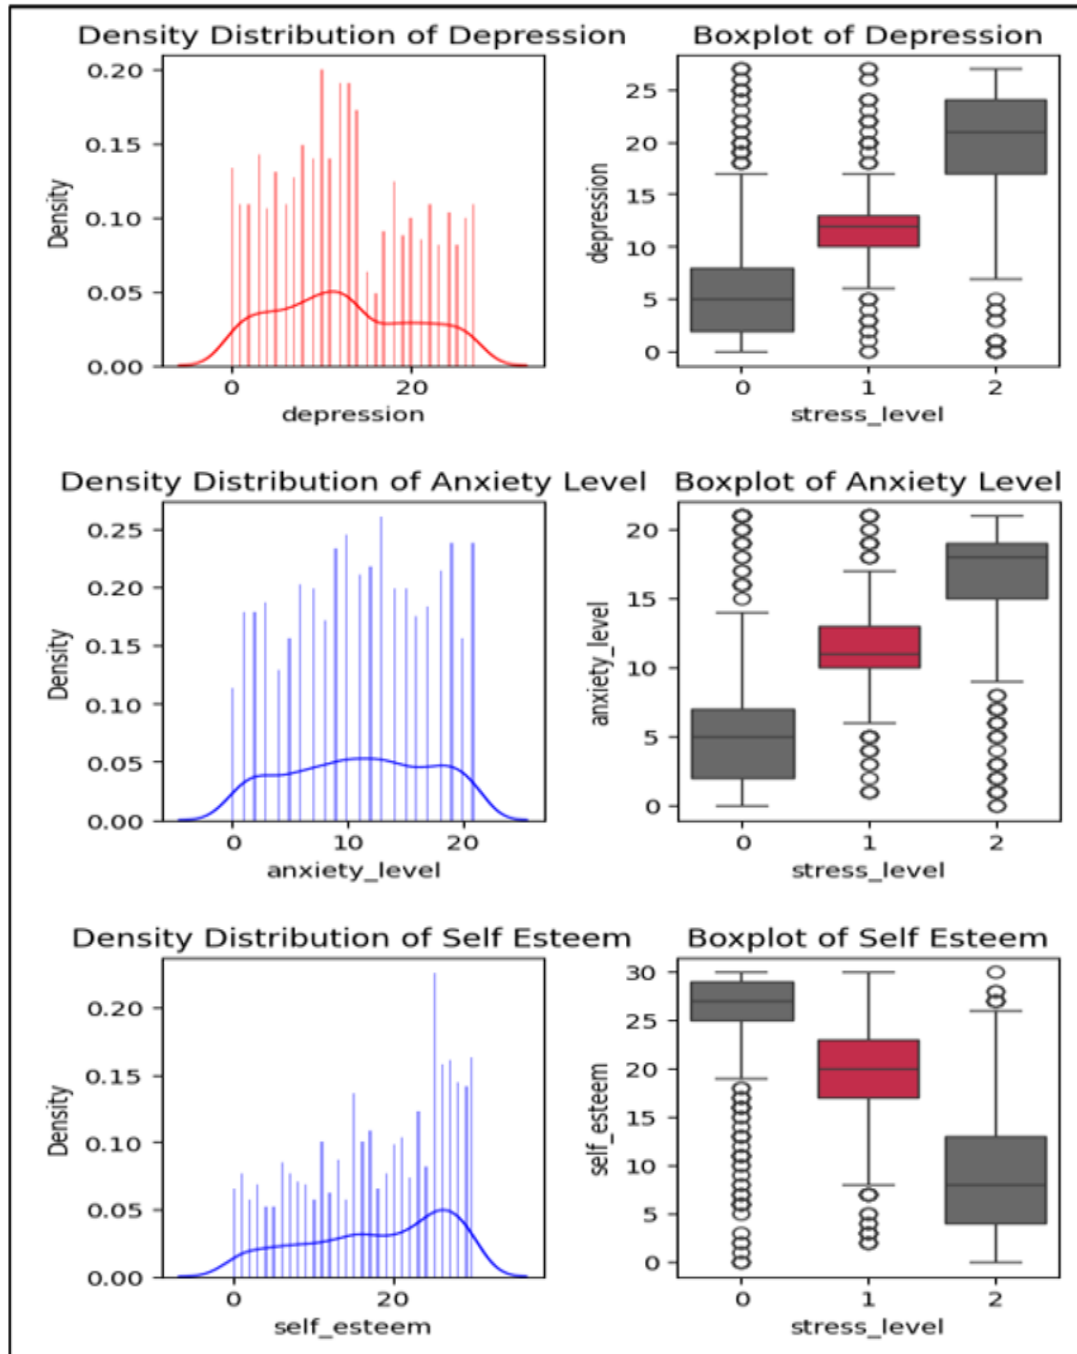 Density Distribution of Depression
Boxplot of Depression
0.20
0.15
0.10
0.05
0.00
Density
0
20
depression
25
20
15
10
5
0
depression
0
1
2
stress_level
Density Distribution of Anxiety Level
Boxplot of Anxiety Level
0.25
0.20
0.15
0.10
0.05
0.00
Density
0
10
20
anxiety_level
20
15
10
5
0
anxiety_level
0
1
2
stress_level
Density Distribution of Self Esteem
Boxplot of Self Esteem
0.20
0.15
0.10
0.05
0.00
Density
0
20
self_esteem
30
25
20
15
10
5
0
self_esteem
0
1
2
stress_level